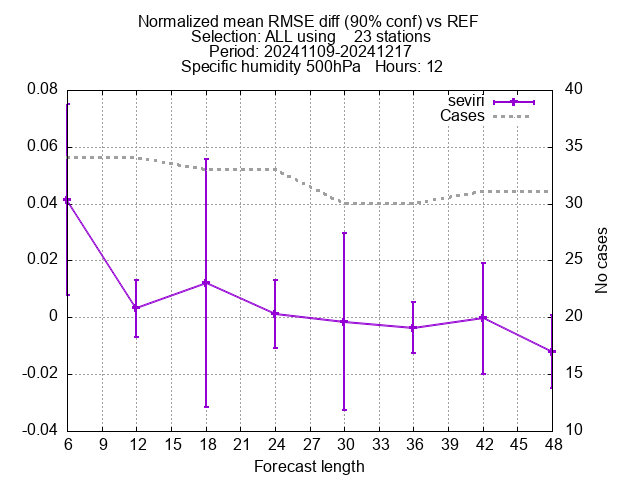 Normalized mean RMSE diff (90% conf) vs REF
Selection: ALL using    23 stations
Period: 20241109-20241217
Specific humidity 500hPa   Hours: 12
seviri
Cases
0.08
0.06
0.04
0.02
0
-0.02
-0.04
40
35
30
25
20
15
10
No cases
6 9 12 15 18 21 24 27 30 33 36 39 42 45 48
Forecast length